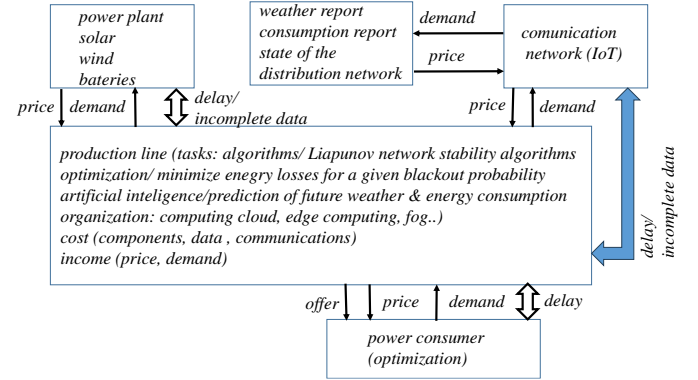 power plant
solar
wind
bateries
weather report
consumption report
state of the
distribution network
demand
price
comunication
network (IoT)
price
demand
delay/
incomplete data
price
demand
production line (tasks: algorithms/ Liapunov network stability algorithms
optimization/ minimize enegry losses for a given blackout probability
artificial inteligence/prediction of future weather & energy consumption
organization: computing cloud, edge computing, fog..)
cost (components, data , communications)
income (price, demand)
delay/
incomplete data
offer
price
demand
delay
power consumer
(optimization)